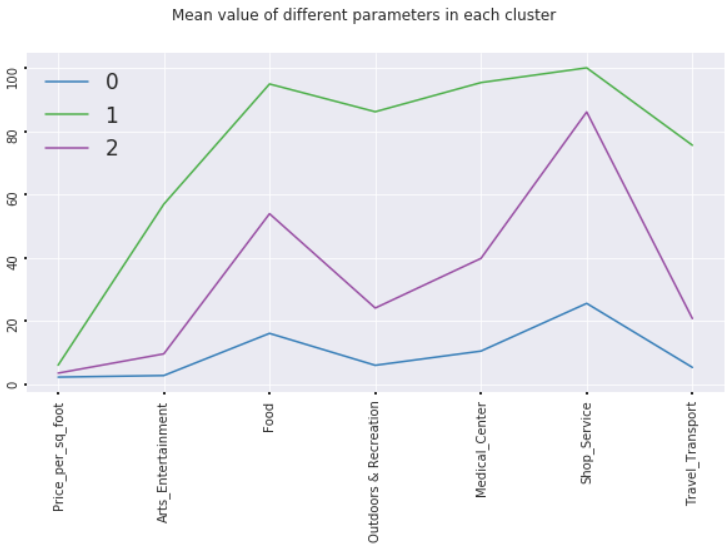 Mean value of different parameters in each cluster
0
1
2
100
80
60
40
20
0
Price_per_sq_foot
Arts_Entertainment
Food
Outdoors & Recreation
Medical_Center
Shop_Service
Travel_Transport